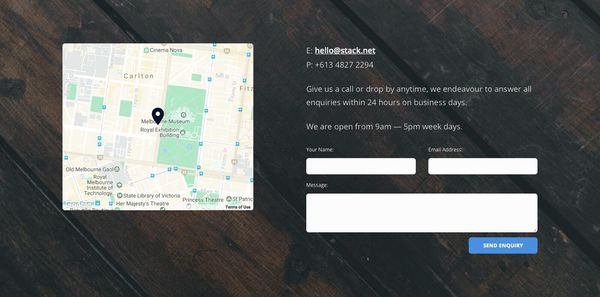 Cinema Nova
Carlton
Fitz
Melbourne Museum
Royal Exhibition
Building
Old Melbourne Gaol
Royal
Melbourne
Institute of
Technology
State Library of Victoria
Princess Theatre
St Patric
Her Majesty's Theatre
Terms of Use
E: hello@stack.net
P: +613 4827 2294
Give us a call or drop by anytime, we endeavour to answer all
enquiries within 24 hours on business days.
We are open from 9am — 5pm week days.
Your Name:
Email Address:
Message:
SEND ENQUIRY